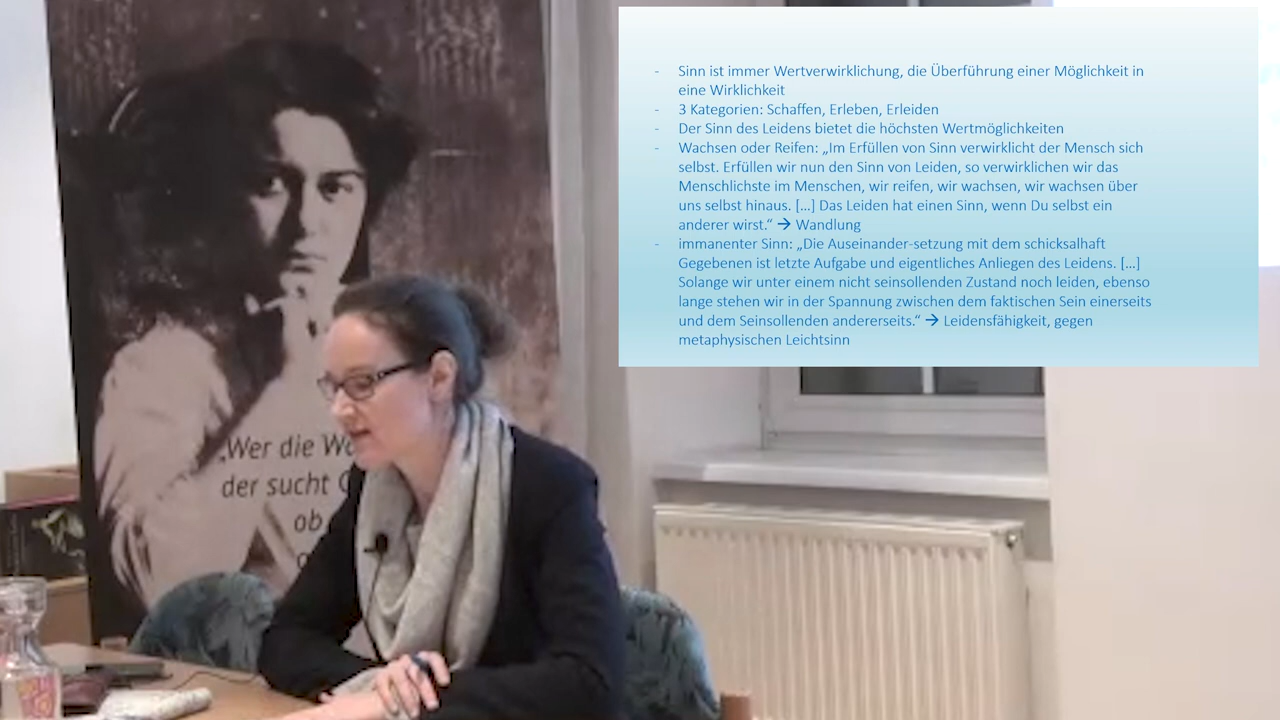 - Sinn ist immer Wertverwirklichung, die Überführung einer Möglichkeit in
eine Wirklichkeit
- 3 Kategorien: Schaffen, Erleben, Erleiden
- Der Sinn des Leidens bietet die höchsten Wertmöglichkeiten
- Wachsen oder Reifen: „Im Erfüllen von Sinn verwirklicht der Mensch sich
selbst. Erfüllen wir nun den Sinn von Leiden, so verwirklichen wir das
Menschlichste im Menschen, wir reifen, wir wachsen, wir wachsen über
uns selbst hinaus. [...] Das Leiden hat einen Sinn, wenn Du selbst ein
anderer wirst.“ → Wandlung
- immanenter Sinn: „Die Auseinander-setzung mit dem schicksalhaft
Gegebenen ist letzte Aufgabe und eigentliches Anliegen des Leidens. [...]
Solange wir unter einem nicht seinsollenden Zustand noch leiden, ebenso
lange stehen wir in der Spannung zwischen dem faktischen Sein einerseits
und dem Seinsollenden andererseits.“ → Leidensfähigkeit, gegen
metaphysischen Leichtsinn
„Wer die
der sucht
ob